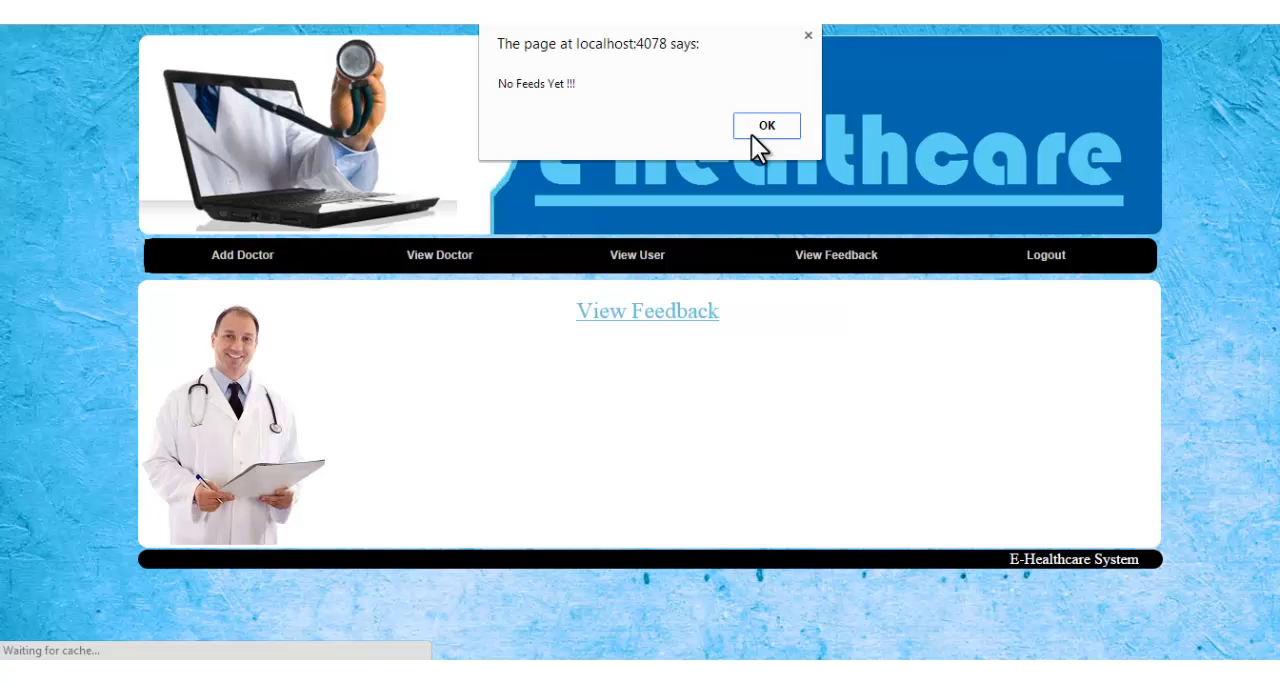 The page at localhost:4078 says:
No Feeds Yet !!!
OK
E-Healthcare
Add Doctor View Doctor View User View Feedback Logout
View Feedback
E-Healthcare System
Waiting for cache...